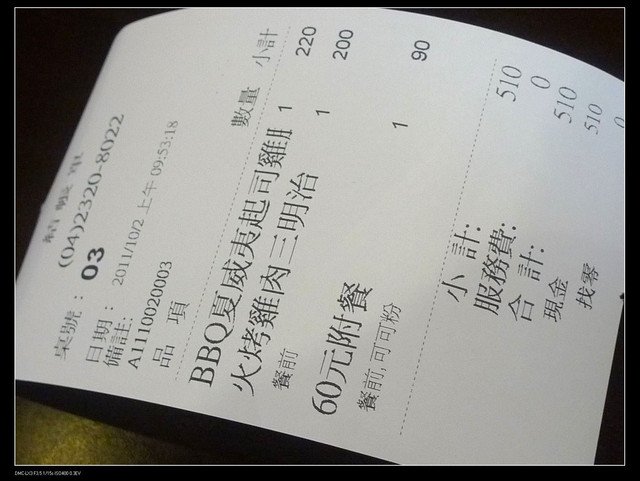 (04)2320-8022
桌號： 03
日期： 2011/10/2 上午 09:53:18
備註:
A1110020003
品 項 數量 小計
BBQ夏威夷起司雞 1 220
火烤雞肉三明治 1 200
餐前
60元附餐 1 90
餐前,可可粉
小 計: 510
服務費: 0
合 計: 510
現金 510
找零 0